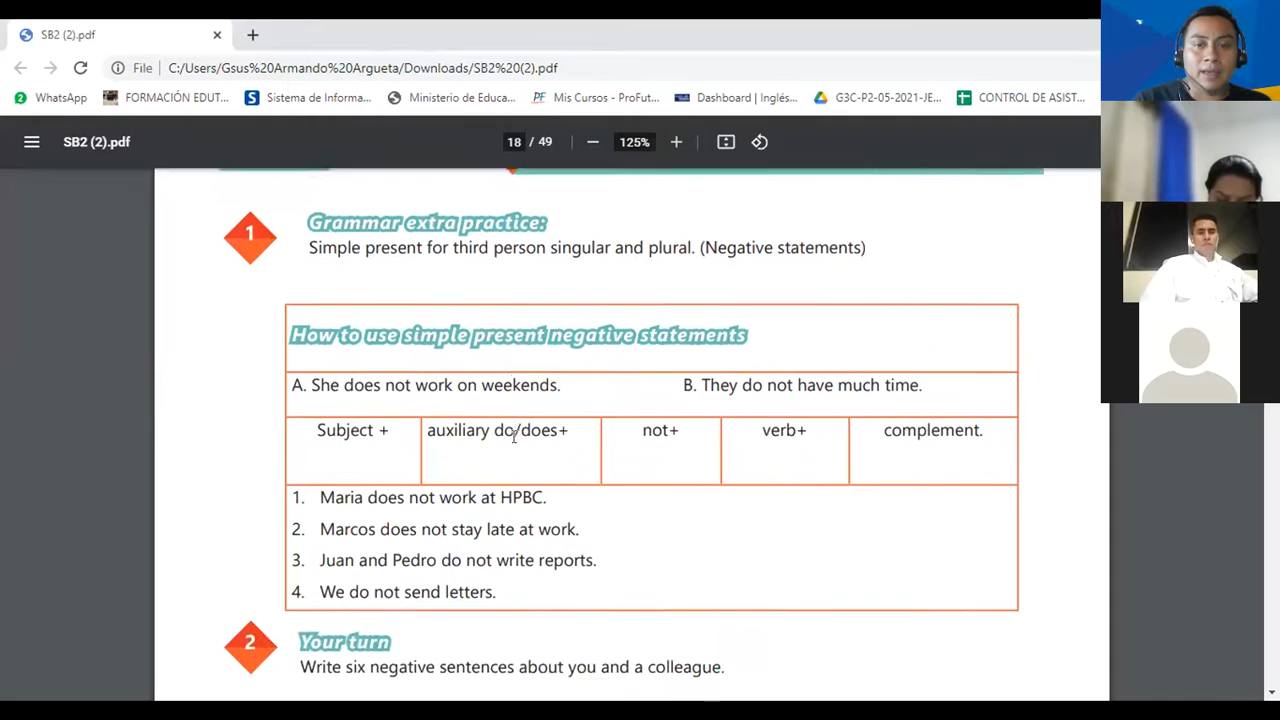 SB2 (2).pdf
File
C:/Users/Gsus%20Armando%20Argueta/Downloads/SB2%20(2).pdf
WhatsApp
FORMACIÓN EDUT...
Sistema de Informa...
Ministerio de Educa...
Mis Cursos - ProFut...
Dashboard | Inglés...
G3C-P2-05-2021-JE...
CONTROL DE ASIST...
SB2 (2).pdf
18 / 49
125%
1
Grammar extra practice:
Simple present for third person singular and plural. (Negative statements)
How to use simple present negative statements
A. She does not work on weekends.
B. They do not have much time.
Subject +
auxiliary do/does+
not+
verb+
complement.
1. Maria does not work at HPBC.
2. Marcos does not stay late at work.
3. Juan and Pedro do not write reports.
4. We do not send letters.
2
Your turn
Write six negative sentences about you and a colleague.